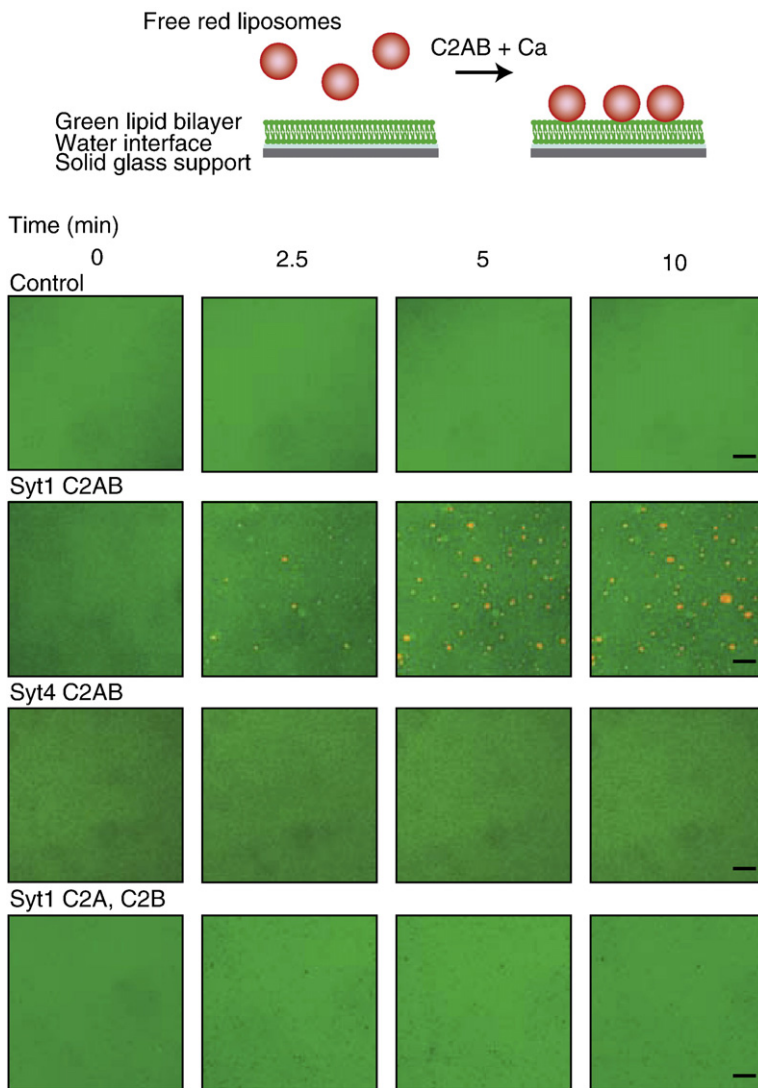 Free red liposomes
C2AB + Ca
Green lipid bilayer
Water interface
Solid glass support
Time (min)
0 2.5 5 10
Control
Syt1 C2AB
Syt4 C2AB
Syt1 C2A, C2B